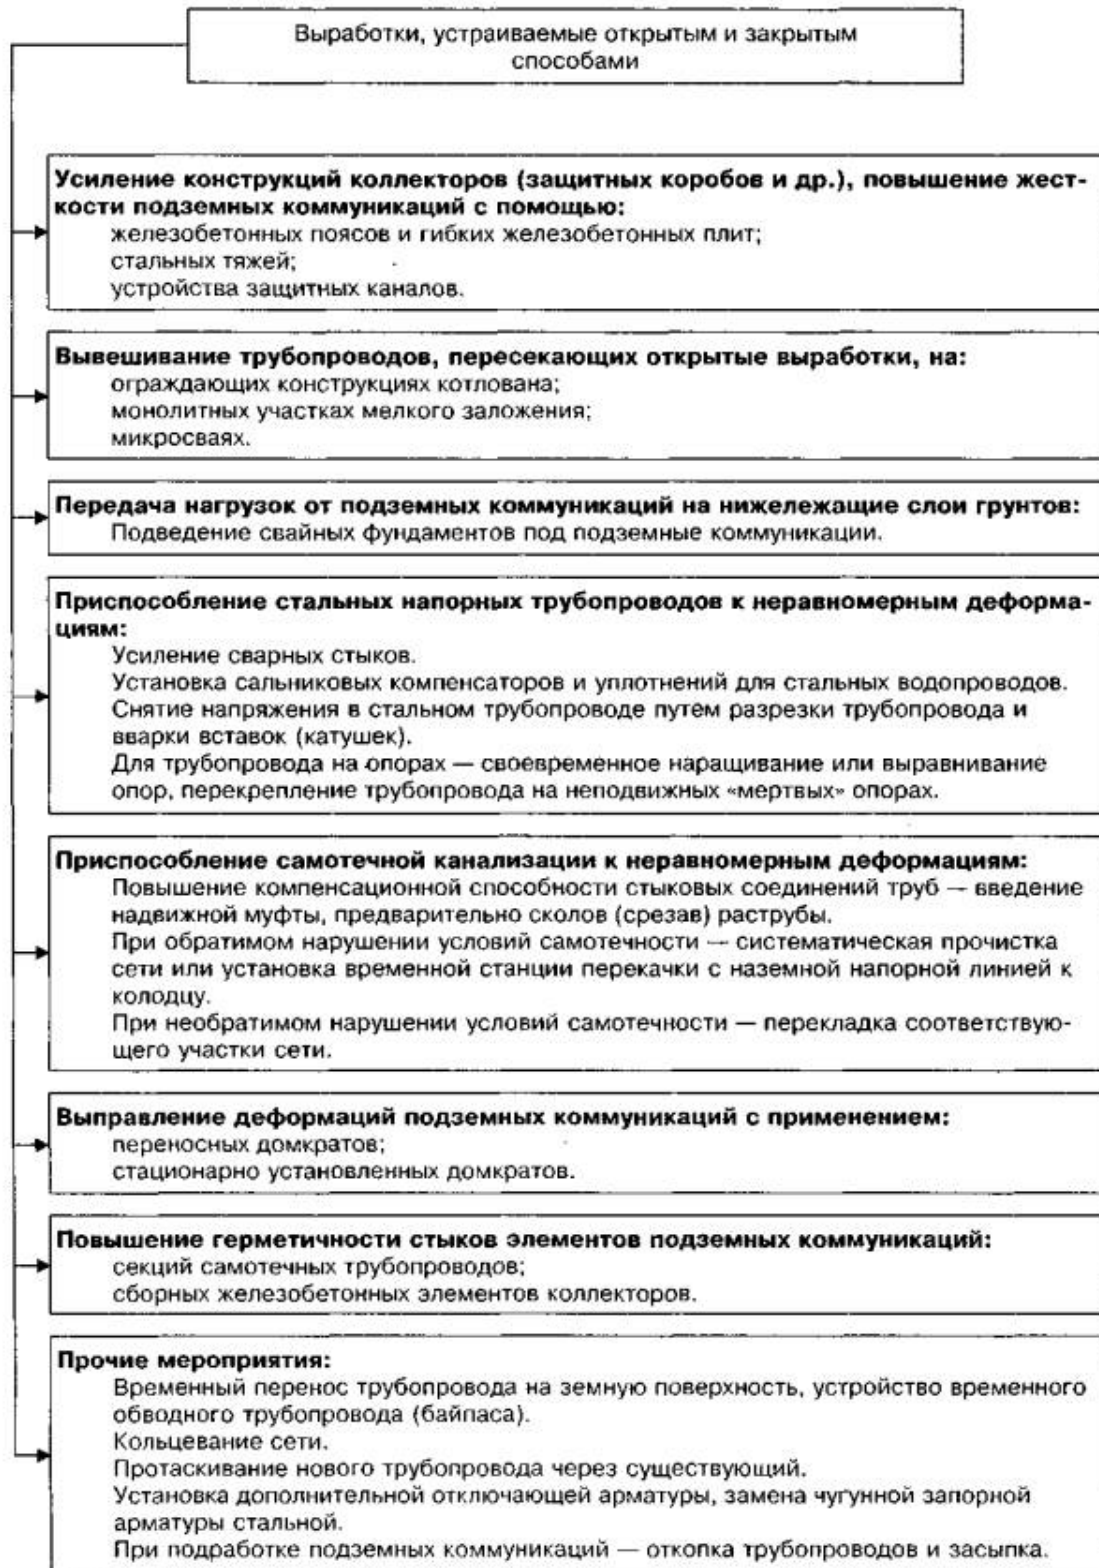 Выработки, устраиваемые открытым и закрытым
способами
Усиление конструкций коллекторов (защитных коробов и др.), повышение жест-
кости подземных коммуникаций с помощью:
железобетонных поясов и гибких железобетонных плит;
стальных тяжей;
устройства защитных каналов.
Вывешивание трубопроводов, пересекающих открытые выработки, на:
ограждающих конструкциях котлована;
монолитных участках мелкого заложения;
микросваях.
Передача нагрузок от подземных коммуникаций на нижележащие слои грунтов:
Подведение свайных фундаментов под подземные коммуникации.
Приспособление стальных напорных трубопроводов к неравномерным деформа-
циям:
Усиление сварных стыков.
Установка сальниковых компенсаторов и уплотнений для стальных водопроводов.
Снятие напряжения в стальном трубопроводе путем разрезки трубопровода и
вварки вставок (катушек).
Для трубопровода на опорах — своевременное наращивание или выравнивание
опор, перекрепление трубопровода на неподвижных «мертвых» опорах.
Приспособление самотечной канализации к неравномерным деформациям:
Повышение компенсационной способности стыковых соединений труб — введение
надвижной муфты, предварительно сколов (срезав) раструбы.
При обратимом нарушении условий самотечности — систематическая прочистка
сети или установка временной станции перекачки с наземной напорной линией к
колодцу.
При необратимом нарушении условий самотечности — перекладка соответствую-
щего участки сети.
Выправление деформаций подземных коммуникаций с применением:
переносных домкратов;
стационарно установленных домкратов.
Повышение герметичности стыков элементов подземных коммуникаций:
секций самотечных трубопроводов;
сборных железобетонных элементов коллекторов.
Прочие мероприятия:
Временный перенос трубопровода на земную поверхность, устройство временного
обводного трубопровода (байпаса).
Кольцевание сети.
Протаскивание нового трубопровода через существующий.
Установка дополнительной отключающей арматуры, замена чугунной запорной
арматуры стальной.
При подработке подземных коммуникаций — откопка трубопроводов и засыпка.